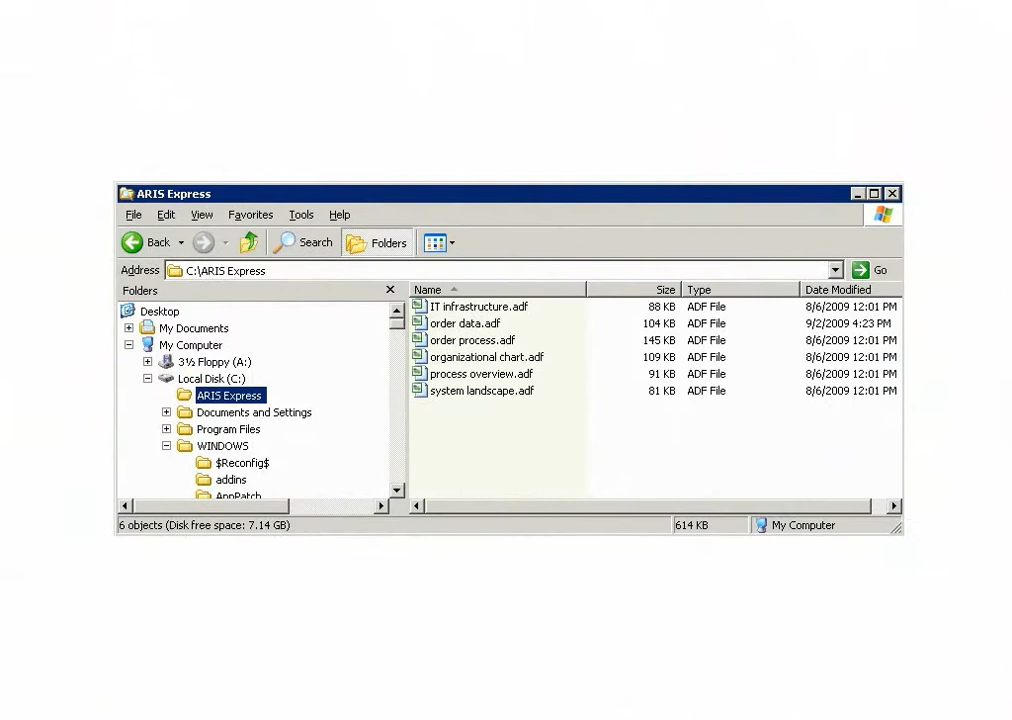 ARIS Express
File Edit View Favorites Tools Help
Back Search Folders
Address C:\ARIS Express Go
Folders
Desktop
My Documents
My Computer
3½ Floppy (A:)
Local Disk (C:)
ARIS Express
Documents and Settings
Program Files
WINDOWS
$Reconfig$
addins
AppPatch
Name Size Type Date Modified
IT infrastructure.adf 88 KB ADF File 8/6/2009 12:01 PM
order data.adf 104 KB ADF File 9/2/2009 4:23 PM
order process.adf 145 KB ADF File 8/6/2009 12:01 PM
organizational chart.adf 109 KB ADF File 8/6/2009 12:01 PM
process overview.adf 91 KB ADF File 8/6/2009 12:01 PM
system landscape.adf 81 KB ADF File 8/6/2009 12:01 PM
6 objects (Disk free space: 7.14 GB) 614 KB My Computer